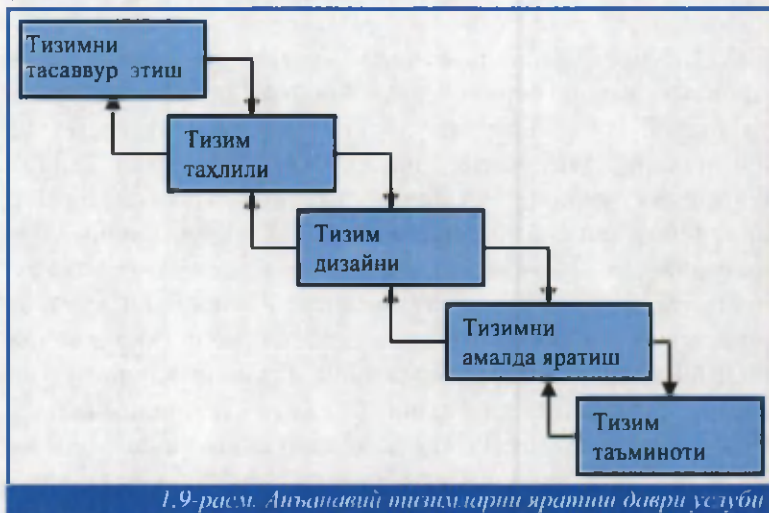 Тизимни
тасаввур этиш
Тизим
таҳлили
Тизим
дизайни
Тизимни
амалда яратиш
Тизим
таъминоти
1.9-расм. Анъанавий тизимларни яратиш даври услуби